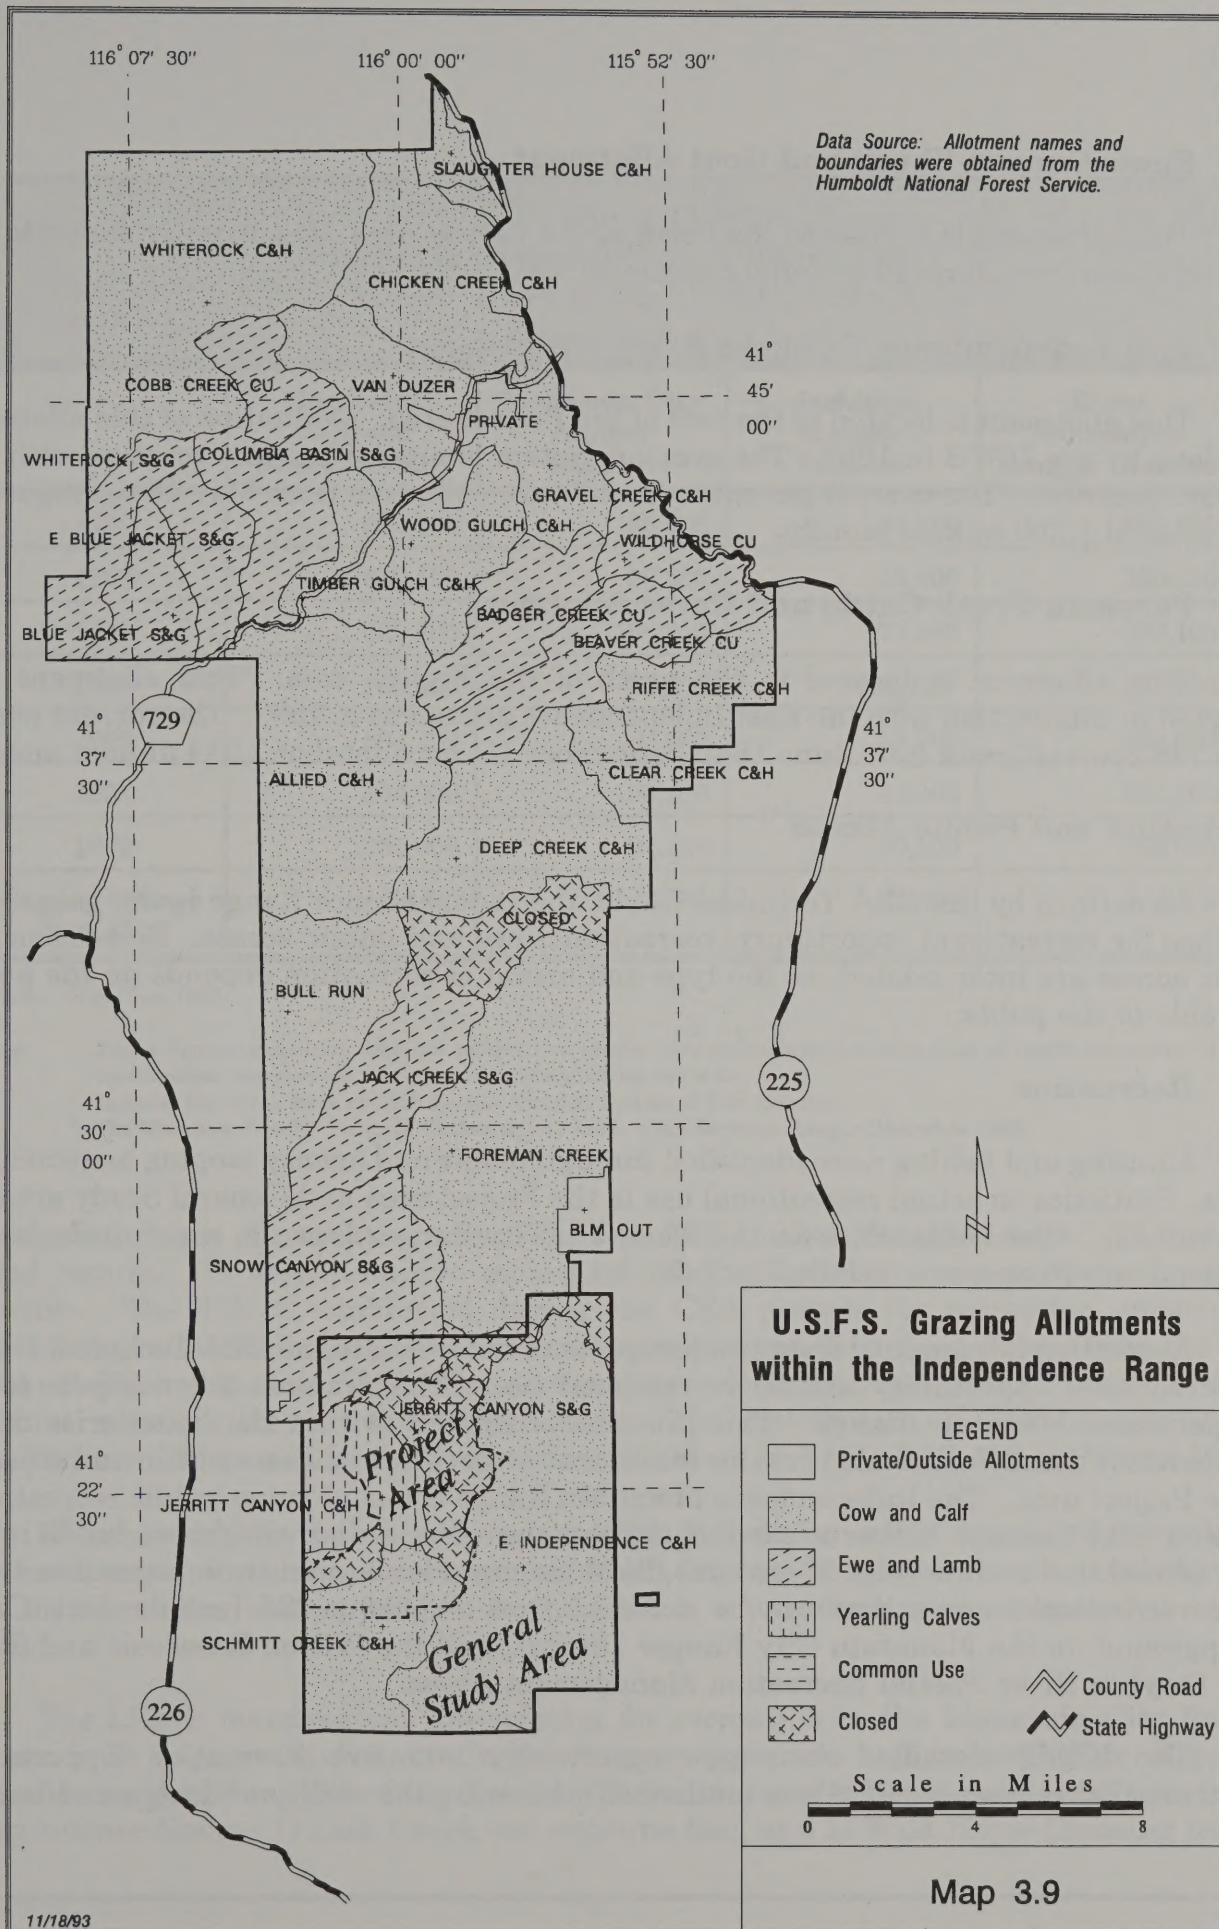 116° 07' 30"
116° 00' 00"
115° 52' 30"
Data Source: Allotment names and
boundaries were obtained from the
Humboldt National Forest Service.
SLAUGHTER HOUSE C&H
WHITEROCK C&H
CHICKEN CREEK C&H
41°
45'
00"
COBB CREEK CU
VAN DUZER
PRIVATE
WHITEROCK S&G
COLUMBIA BASIN S&G
GRAVEL CREEK C&H
WOOD GULCH C&H
E BLUE JACKET S&G
WILDHORSE CU
TIMBER GULCH C&H
BADGER CREEK CU
BLUE JACKET S&G
BEAVER CREEK CU
RIFFE CREEK C&H
729
41°
37'
30"
41°
37'
30"
ALLIED C&H
CLEAR CREEK C&H
DEEP CREEK C&H
CLOSED
BULL RUN
JACK CREEK S&G
225
41°
30'
00"
FOREMAN CREEK
BLM OUT
N
SNOW CANYON S&G
JERRITT CANYON S&G
Project
Area
41°
22'
30"
JERRITT CANYON C&H
E INDEPENDENCE C&H
SCHMITT CREEK C&H
General
Study Area
226
U.S.F.S. Grazing Allotments
within the Independence Range
LEGEND
Private/Outside Allotments
Cow and Calf
Ewe and Lamb
Yearling Calves
Common Use
Closed
County Road
State Highway
Scale in Miles
0 4 8
Map 3.9
11/18/93